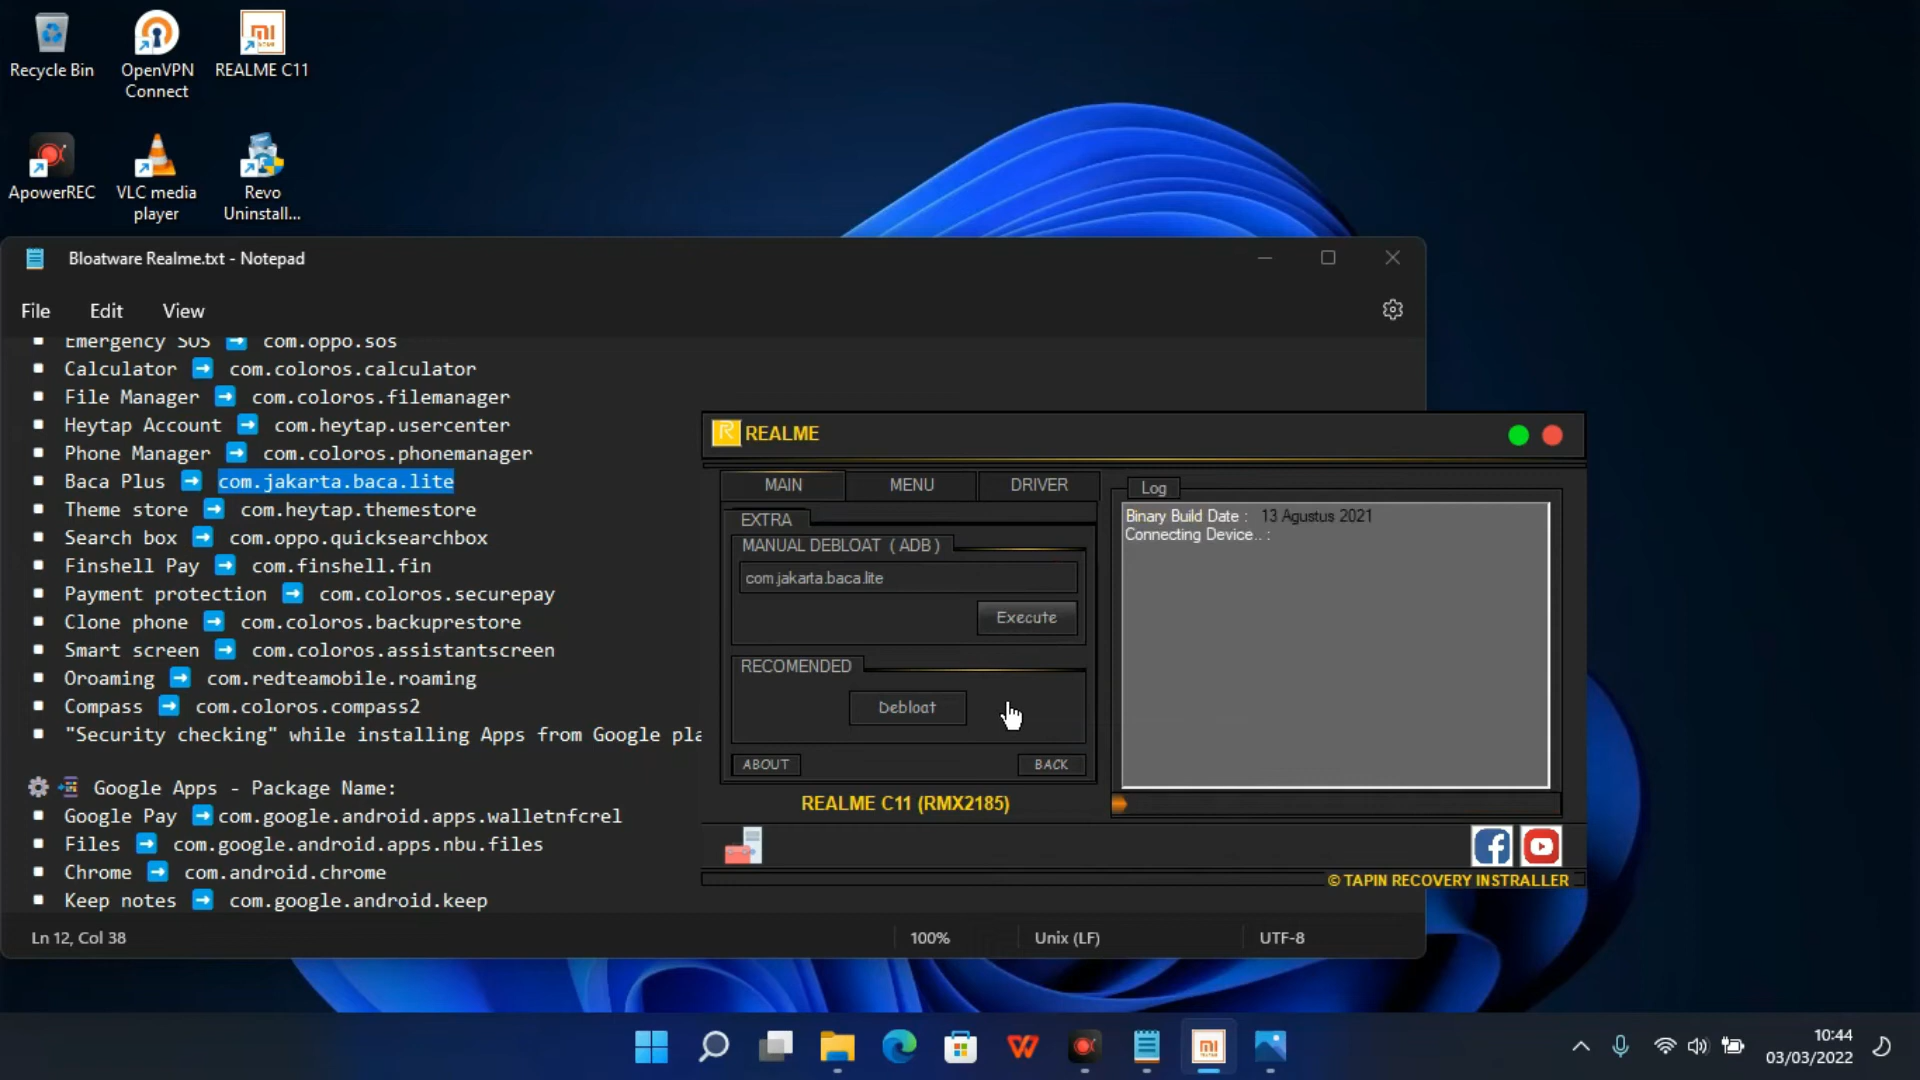 Recycle Bin
OpenVPN
Connect
REALME C11
ApowerREC
VLC media
player
Revo
Uninstall...
Bloatware Realme.txt - Notepad
File
Edit
View
▪ Emergency SOS ➡ com.oppo.sos
▪ Calculator ➡ com.coloros.calculator
▪ File Manager ➡ com.coloros.filemanager
▪ Heytap Account ➡ com.heytap.usercenter
▪ Phone Manager ➡ com.coloros.phonemanager
▪ Baca Plus ➡ com.jakarta.baca.lite
▪ Theme store ➡ com.heytap.themestore
▪ Search box ➡ com.oppo.quicksearchbox
▪ Finshell Pay ➡ com.finshell.fin
▪ Payment protection ➡ com.coloros.securepay
▪ Clone phone ➡ com.coloros.backuprestore
▪ Smart screen ➡ com.coloros.assistantscreen
▪ Oroaming ➡ com.redteamobile.roaming
▪ Compass ➡ com.coloros.compass2
▪ "Security checking" while installing Apps from Google pla
Google Apps - Package Name:
▪ Google Pay ➡com.google.android.apps.walletnfcrel
▪ Files ➡ com.google.android.apps.nbu.files
▪ Chrome ➡ com.android.chrome
▪ Keep notes ➡ com.google.android.keep
Ln 12, Col 38
100%
Unix (LF)
UTF-8
REALME
MAIN
MENU
DRIVER
EXTRA
MANUAL DEBLOAT ( ADB )
com.jakarta.baca.lite
Execute
RECOMENDED
Debloat
ABOUT
BACK
REALME C11 (RMX2185)
Log
Binary Build Date : 13 Agustus 2021
Connecting Device.. :
© TAPIN RECOVERY INSTRALLER
10:44
03/03/2022